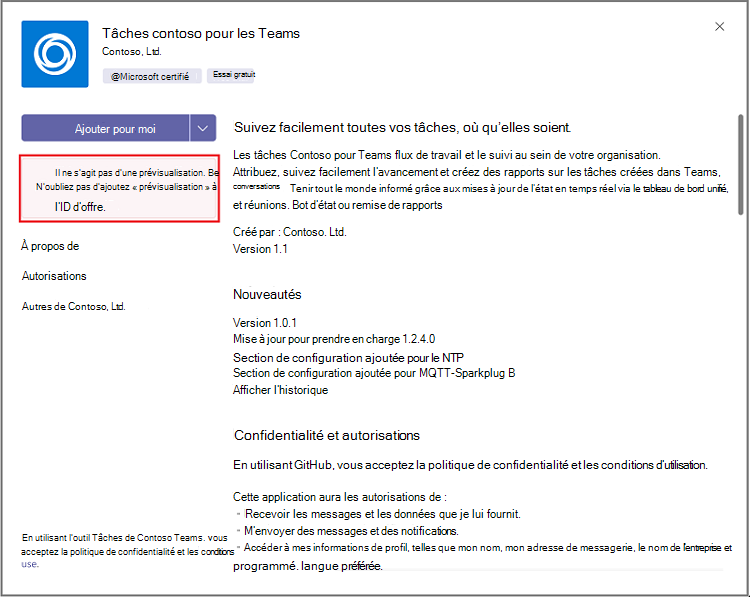 Tâches contoso pour les Teams
Contoso, Ltd.
@Microsoft certifié
Essai gratuit
Ajouter pour moi
Il ne s'agit pas d'une prévisualisation. Be
N'oubliez pas d'ajoutez « prévisualisation » à
l'ID d'offre.
À propos de
Autorisations
Autres de Contoso, Ltd.
En utilisant l'outil Tâches de Contoso Teams. vous
acceptez la politique de confidentialité et les conditions
use.
Suivez facilement toutes vos tâches, où qu'elles soient.
Les tâches Contoso pour Teams flux de travail et le suivi au sein de votre organisation.
Attribuez, suivez facilement l'avancement et créez des rapports sur les tâches créées dans Teams,
conversations Tenir tout le monde informé grâce aux mises à jour de l'état en temps réel via le tableau de bord unifié,
et réunions. Bot d'état ou remise de rapports
Créé par : Contoso. Ltd.
Version 1.1
Nouveautés
Version 1.0.1
Mise à jour pour prendre en charge 1.2.4.0
Section de configuration ajoutée pour le NTP
Section de configuration ajoutée pour MQTT-Sparkplug B
Afficher l'historique
Confidentialité et autorisations
En utilisant GitHub, vous acceptez la politique de confidentialité et les conditions d'utilisation.
Cette application aura les autorisations de :
- Recevoir les messages et les données que je lui fournit.
- M'envoyer des messages et des notifications.
- Accéder à mes informations de profil, telles que mon nom, mon adresse de messagerie, le nom de l'entreprise et
programmé. langue préférée.